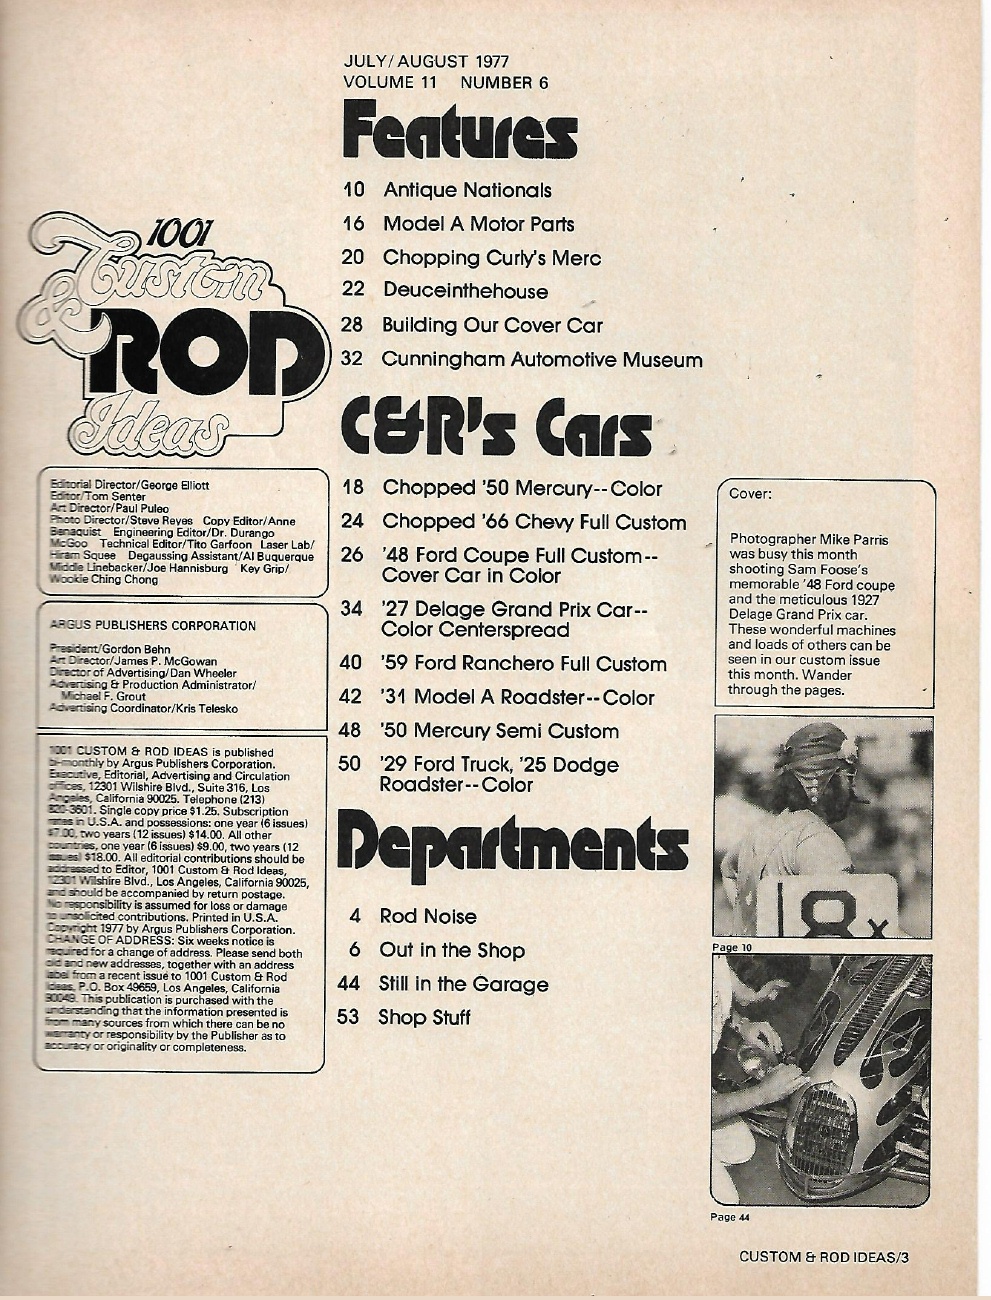 JULY/AUGUST 1977
VOLUME 11 NUMBER 6
Features
10 Antique Nationals
16 Model A Motor Parts
20 Chopping Curly's Merc
22 Deuceinthehouse
28 Building Our Cover Car
32 Cunningham Automotive Museum
C&R's Cars
18 Chopped '50 Mercury--Color
24 Chopped '66 Chevy Full Custom
26 '48 Ford Coupe Full Custom--
Cover Car in Color
34 '27 Delage Grand Prix Car--
Color Centerspread
40 '59 Ford Ranchero Full Custom
42 '31 Model A Roadster--Color
48 '50 Mercury Semi Custom
50 '29 Ford Truck, '25 Dodge
Roadster--Color
Departments
4 Rod Noise
6 Out in the Shop
44 Still in the Garage
53 Shop Stuff
1001
Custom
& ROD
Ideas
Editorial Director/George Elliott
Editor/Tom Senter
Art Director/Paul Puleo
Photo Director/Steve Reyes Copy Editor/Anne
Benaquist Engineering Editor/Dr. Durango
McGoo Technical Editor/Tito Garfoon Laser Lab/
Hiram Squee Degaussing Assistant/Al Buquerque
Middle Linebacker/Joe Hannisburg Key Grip/
Wookie Ching Chong
ARGUS PUBLISHERS CORPORATION
President/Gordon Behn
Art Director/James P. McGowan
Director of Advertising/Dan Wheeler
Advertising & Production Administrator/
Michael F. Grout
Advertising Coordinator/Kris Telesko
1001 CUSTOM & ROD IDEAS is published
bi-monthly by Argus Publishers Corporation.
Executive, Editorial, Advertising and Circulation
offices, 12301 Wilshire Blvd., Suite 316, Los
Angeles, California 90025. Telephone (213)
820-3601. Single copy price $1.25. Subscription
rates in U.S.A. and possessions: one year (6 issues)
$7.00, two years (12 issues) $14.00. All other
countries, one year (6 issues) $9.00, two years (12
issues) $18.00. All editorial contributions should be
addressed to Editor, 1001 Custom & Rod Ideas,
12301 Wilshire Blvd., Los Angeles, California 90025,
and should be accompanied by return postage.
No responsibility is assumed for loss or damage
to unsolicited contributions. Printed in U.S.A.
Copyright 1977 by Argus Publishers Corporation.
CHANGE OF ADDRESS: Six weeks notice is
required for a change of address. Please send both
old and new addresses, together with an address
label from a recent issue to 1001 Custom & Rod
Ideas, P.O. Box 49659, Los Angeles, California
90049. This publication is purchased with the
understanding that the information presented is
from many sources from which there can be no
warranty or responsibility by the Publisher as to
accuracy or originality or completeness.
Cover:
Photographer Mike Parris
was busy this month
shooting Sam Foose's
memorable '48 Ford coupe
and the meticulous 1927
Delage Grand Prix car.
These wonderful machines
and loads of others can be
seen in our custom issue
this month. Wander
through the pages.
18x
Page 10
Page 44
CUSTOM & ROD IDEAS/3